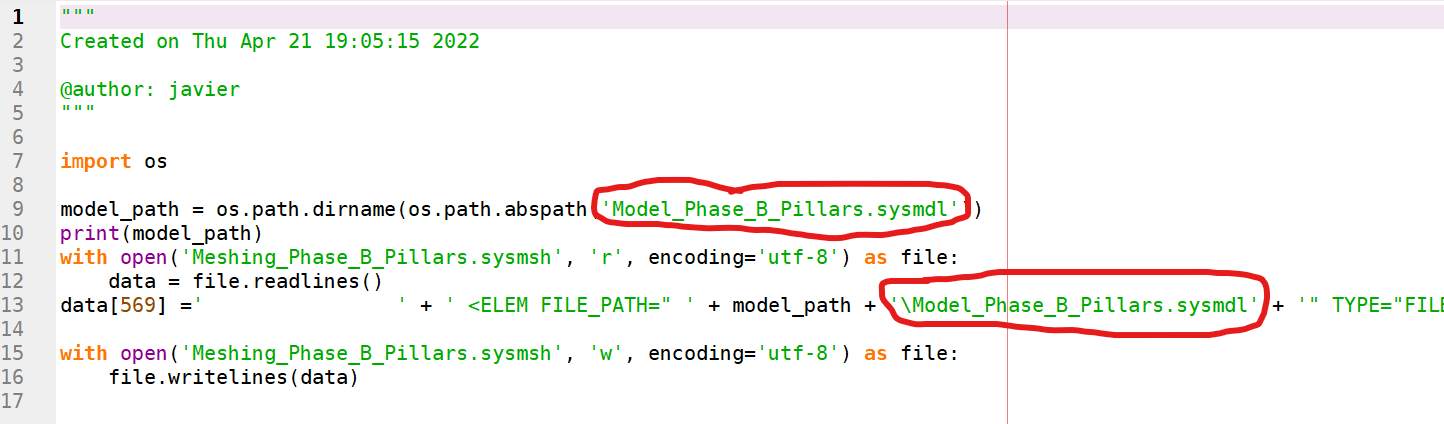 1 """
2 Created on Thu Apr 21 19:05:15 2022
3
4 @author: javier
5 """
6
7 import os
8
9 model_path = os.path.dirname(os.path.abspath('Model_Phase_B_Pillars.sysmdl'))
10 print(model_path)
11 with open('Meshing_Phase_B_Pillars.sysmsh', 'r', encoding='utf-8') as file:
12     data = file.readlines()
13 data[569] ='                ' + ' <ELEM FILE_PATH=" ' + model_path + '\Model_Phase_B_Pillars.sysmdl' + '" TYPE="FILE
14
15 with open('Meshing_Phase_B_Pillars.sysmsh', 'w', encoding='utf-8') as file:
16     file.writelines(data)
17